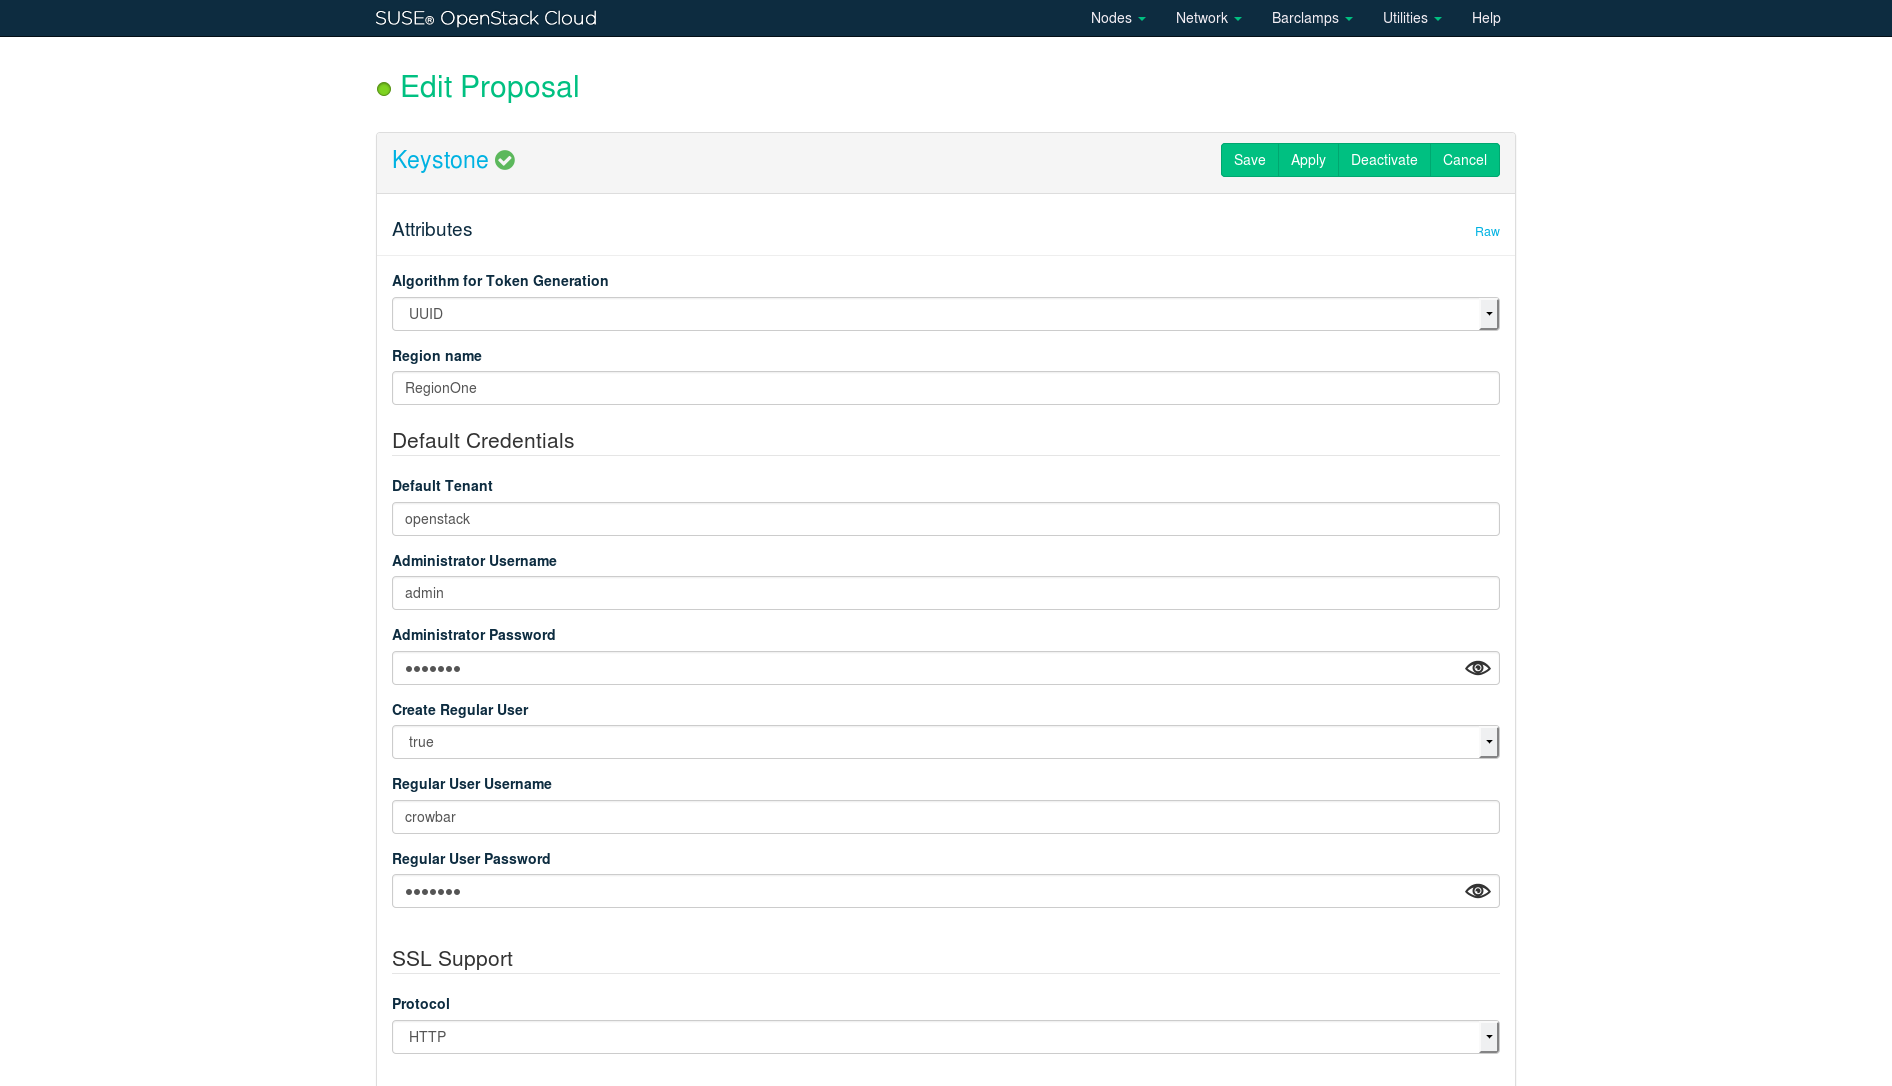 SUSE® OpenStack Cloud Nodes Network Barclamps Utilities Help
Edit Proposal
Keystone Save Apply Deactivate Cancel
Attributes Raw
Algorithm for Token Generation
UUID
Region name
RegionOne
Default Credentials
Default Tenant
openstack
Administrator Username
admin
Administrator Password
•••••••
Create Regular User
true
Regular User Username
crowbar
Regular User Password
•••••••
SSL Support
Protocol
HTTP